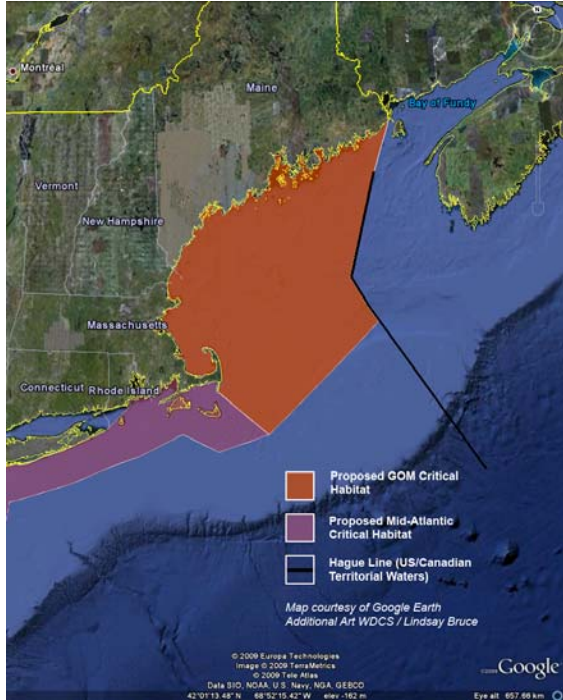 N
Montréal
Maine
Bay of Fundy
Vermont
New Hampshire
Massachusetts
Connecticut
Rhode Island
Proposed GOM Critical
Habitat
Proposed Mid-Atlantic
Critical Habitat
Hague Line (US/Canadian
Territorial Waters)
Map courtesy of Google Earth
Additional Art WDCS / Lindsay Bruce
© 2009 Europa Technologies
Image © 2009 TerraMetrics
© 2009 Tele Atlas
Data SIO, NOAA, U.S. Navy, NGA, GEBCO
Google
42°01'13.48" N 68°52'15.42" W elev -162 m
Eye alt 657.66 km